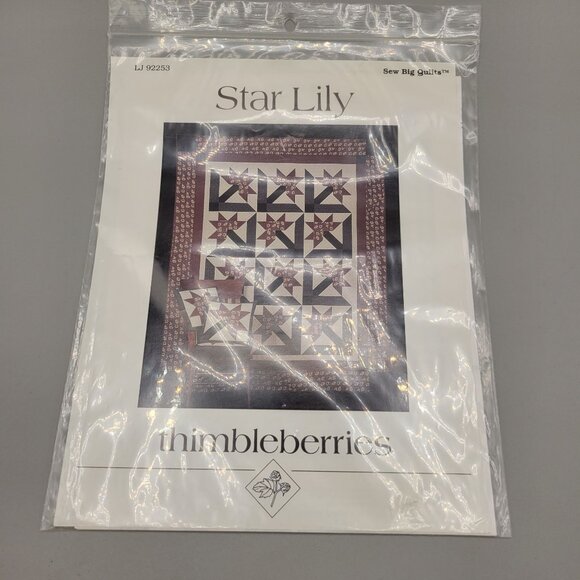 LJ 92253
Sew Big Quilts™
Star Lily
thimbleberries